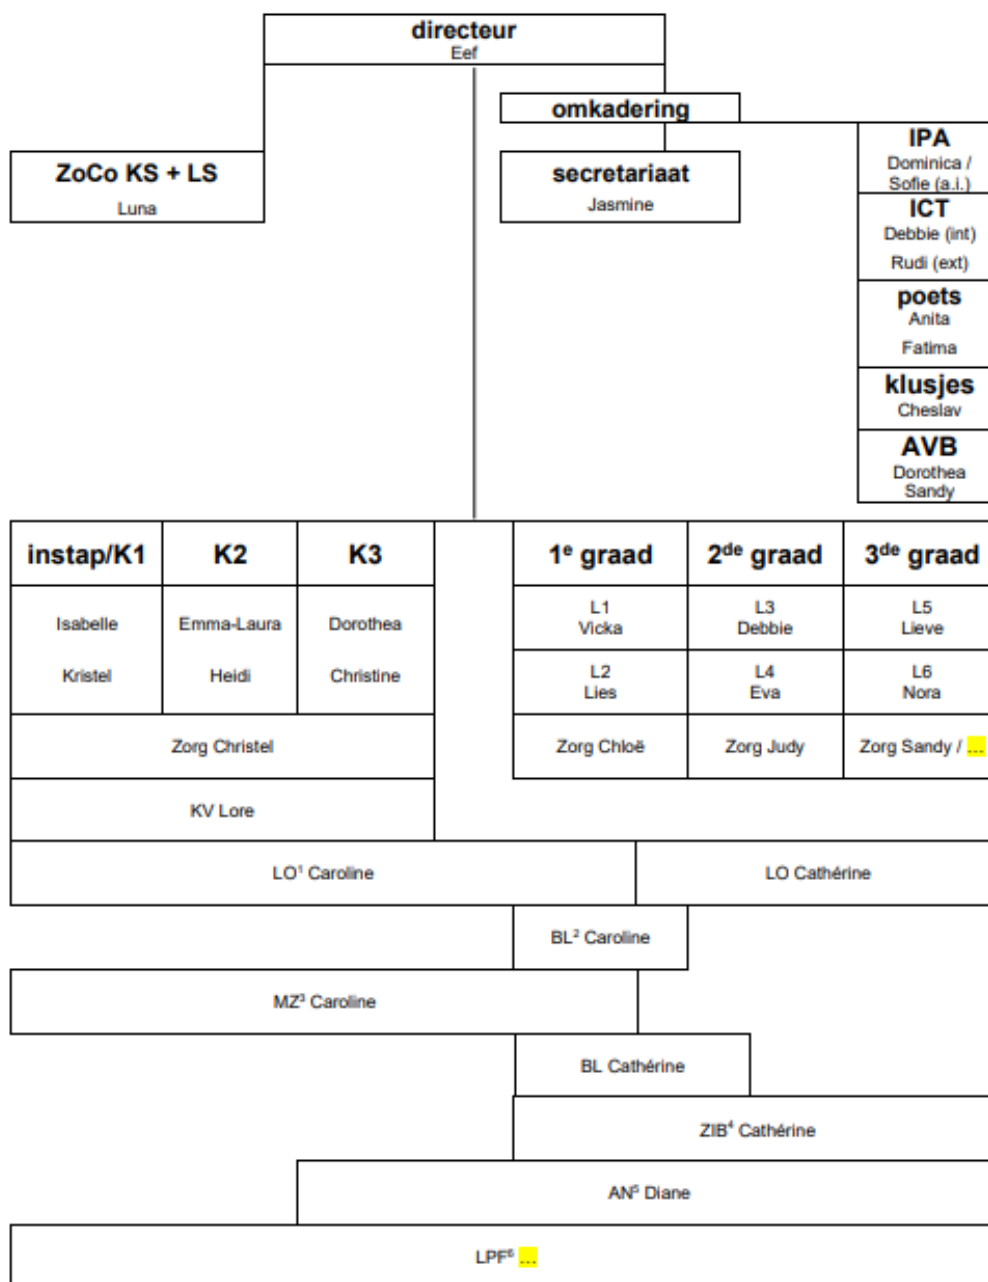 directeur
Eef
omkadering
ZoCo KS + LS
Luna
secretariaat
Jasmine
IPA
Dominica /
Sofie (a.i.)
ICT
Debbie (int)
Rudi (ext)
poets
Anita
Fatima
klusjes
Cheslav
AVB
Dorothea
Sandy
instap/K1 K2 K3 1e graad 2de graad 3de graad
Isabelle Emma-Laura Dorothea
Kristel Heidi Christine
L1
Vicka
L3
Debbie
L5
Lieve
L2
Lies
L4
Eva
L6
Nora
Zorg Christel Zorg Chloë Zorg Judy Zorg Sandy / ...
KV Lore
LO¹ Caroline LO Cathérine
BL² Caroline
MZ³ Caroline
BL Cathérine
ZIB⁴ Cathérine
AN⁵ Diane
LPF⁶ ...